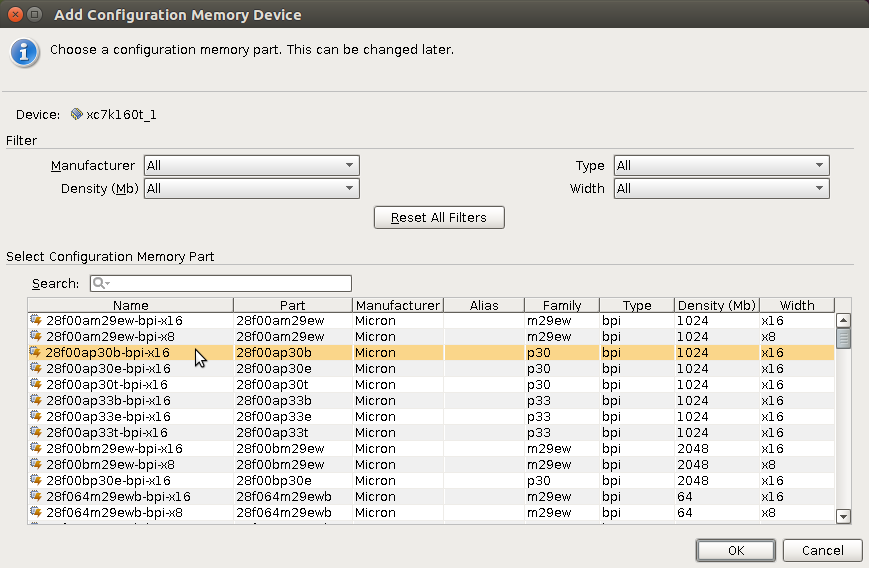 Add Configuration Memory Device
Choose a configuration memory part. This can be changed later.
Device: xc7k160t_1
Filter
Manufacturer All Type All
Density (Mb) All Width All
Reset All Filters
Select Configuration Memory Part
Search:
Name Part Manufacturer Alias Family Type Density (Mb) Width
28f00am29ew-bpi-x16 28f00am29ew Micron m29ew bpi 1024 x16
28f00am29ew-bpi-x8 28f00am29ew Micron m29ew bpi 1024 x8
28f00ap30b-bpi-x16 28f00ap30b Micron p30 bpi 1024 x16
28f00ap30e-bpi-x16 28f00ap30e Micron p30 bpi 1024 x16
28f00ap30t-bpi-x16 28f00ap30t Micron p30 bpi 1024 x16
28f00ap33b-bpi-x16 28f00ap33b Micron p33 bpi 1024 x16
28f00ap33e-bpi-x16 28f00ap33e Micron p33 bpi 1024 x16
28f00ap33t-bpi-x16 28f00ap33t Micron p33 bpi 1024 x16
28f00bm29ew-bpi-x16 28f00bm29ew Micron m29ew bpi 2048 x16
28f00bm29ew-bpi-x8 28f00bm29ew Micron m29ew bpi 2048 x8
28f00bp30e-bpi-x16 28f00bp30e Micron p30 bpi 2048 x16
28f064m29ewb-bpi-x16 28f064m29ewb Micron m29ew bpi 64 x16
28f064m29ewb-bpi-x8 28f064m29ewb Micron m29ew bpi 64 x8
OK Cancel